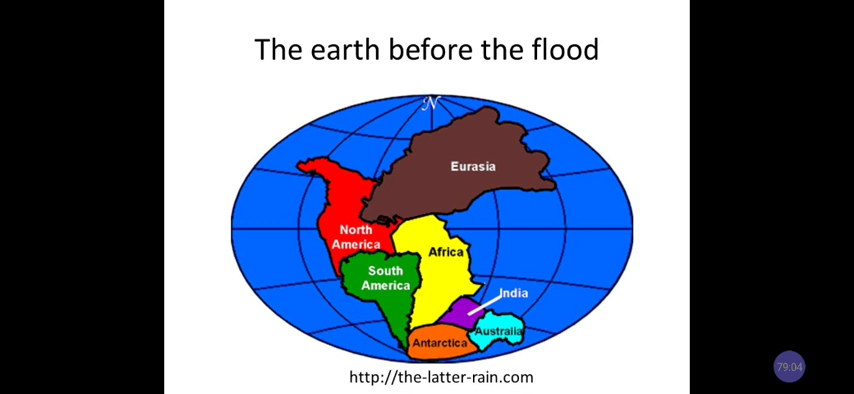 The earth before the flood
N
Eurasia
North
America
Africa
South
America
India
Australia
Antarctica
http://the-latter-rain.com
79.04